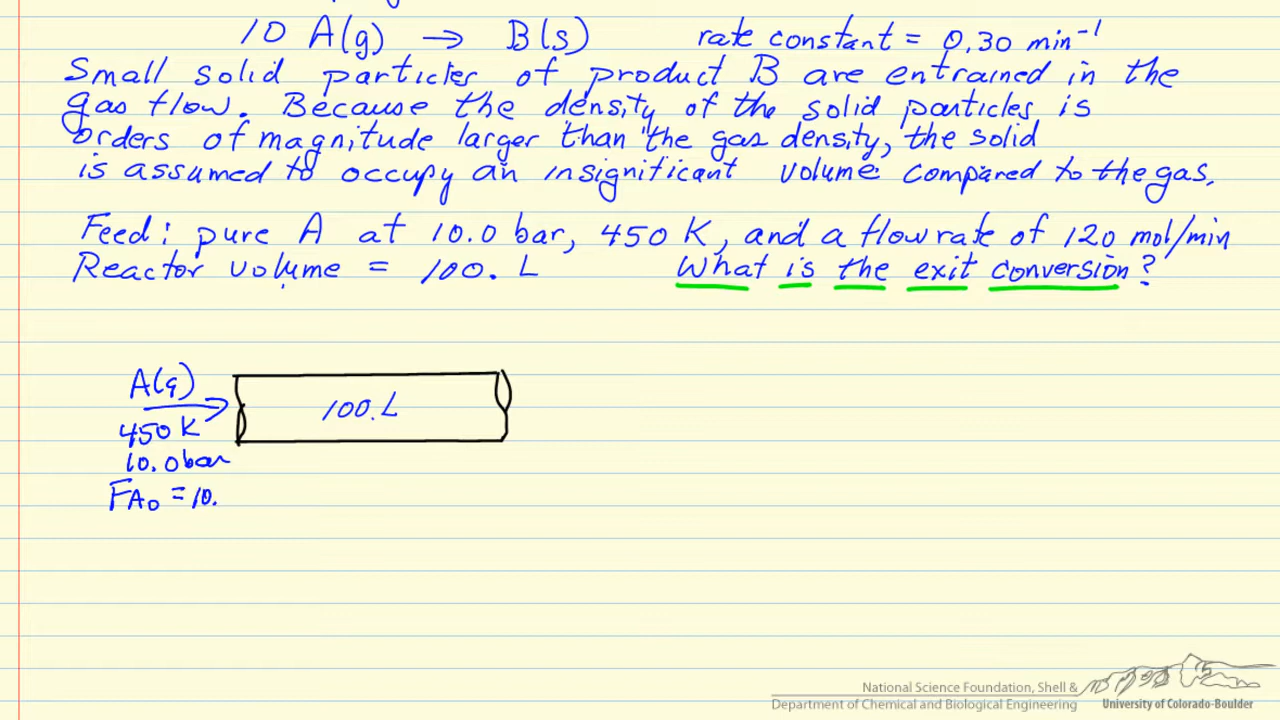 10 A(g) → B(s) rate constant = 0.30 min⁻¹
Small solid particles of product B are entrained in the
gas flow. Because the density of the solid particles is
orders of magnitude larger than the gas density, the solid
is assumed to occupy an insignificant volume compared to the gas.
Feed: pure A at 10.0 bar, 450 K, and a flowrate of 120 mol/min
Reactor volume = 100. L What is the exit conversion?
A(g)
100. L
450 K
10.0 bar
FA0 = 10.
National Science Foundation, Shell &
Department of Chemical and Biological Engineering
University of Colorado-Boulder